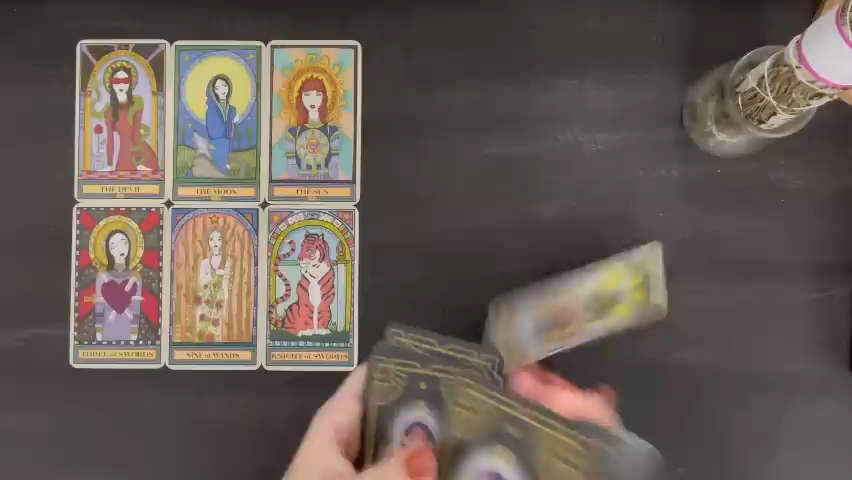 THE DEVIL
THE MOON
THE SUN
THREE of SWORDS
NINE of WANDS
KNIGHT of SWORDS